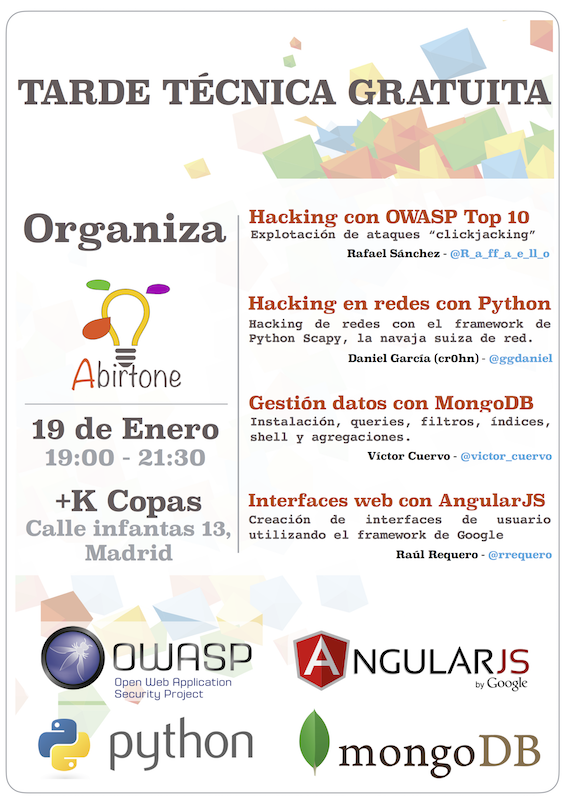 TARDE TÉCNICA GRATUITA
Organiza
Abirtone
19 de Enero
19:00 - 21:30
+K Copas
Calle infantas 13,
Madrid
Hacking con OWASP Top 10
Explotación de ataques “clickjacking”
Rafael Sánchez - @R_a_ff_a_e_ll_o
Hacking en redes con Python
Hacking de redes con el framework de
Python Scapy, la navaja suiza de red.
Daniel García (cr0hn) - @ggdaniel
Gestión datos con MongoDB
Instalación, queries, filtros, índices,
shell y agregaciones.
Víctor Cuervo - @victor_cuervo
Interfaces web con AngularJS
Creación de interfaces de usuario
utilizando el framework de Google
Raúl Requero - @rrequero
OWASP
Open Web Application
Security Project
ANGULARJS
by Google
python
mongoDB